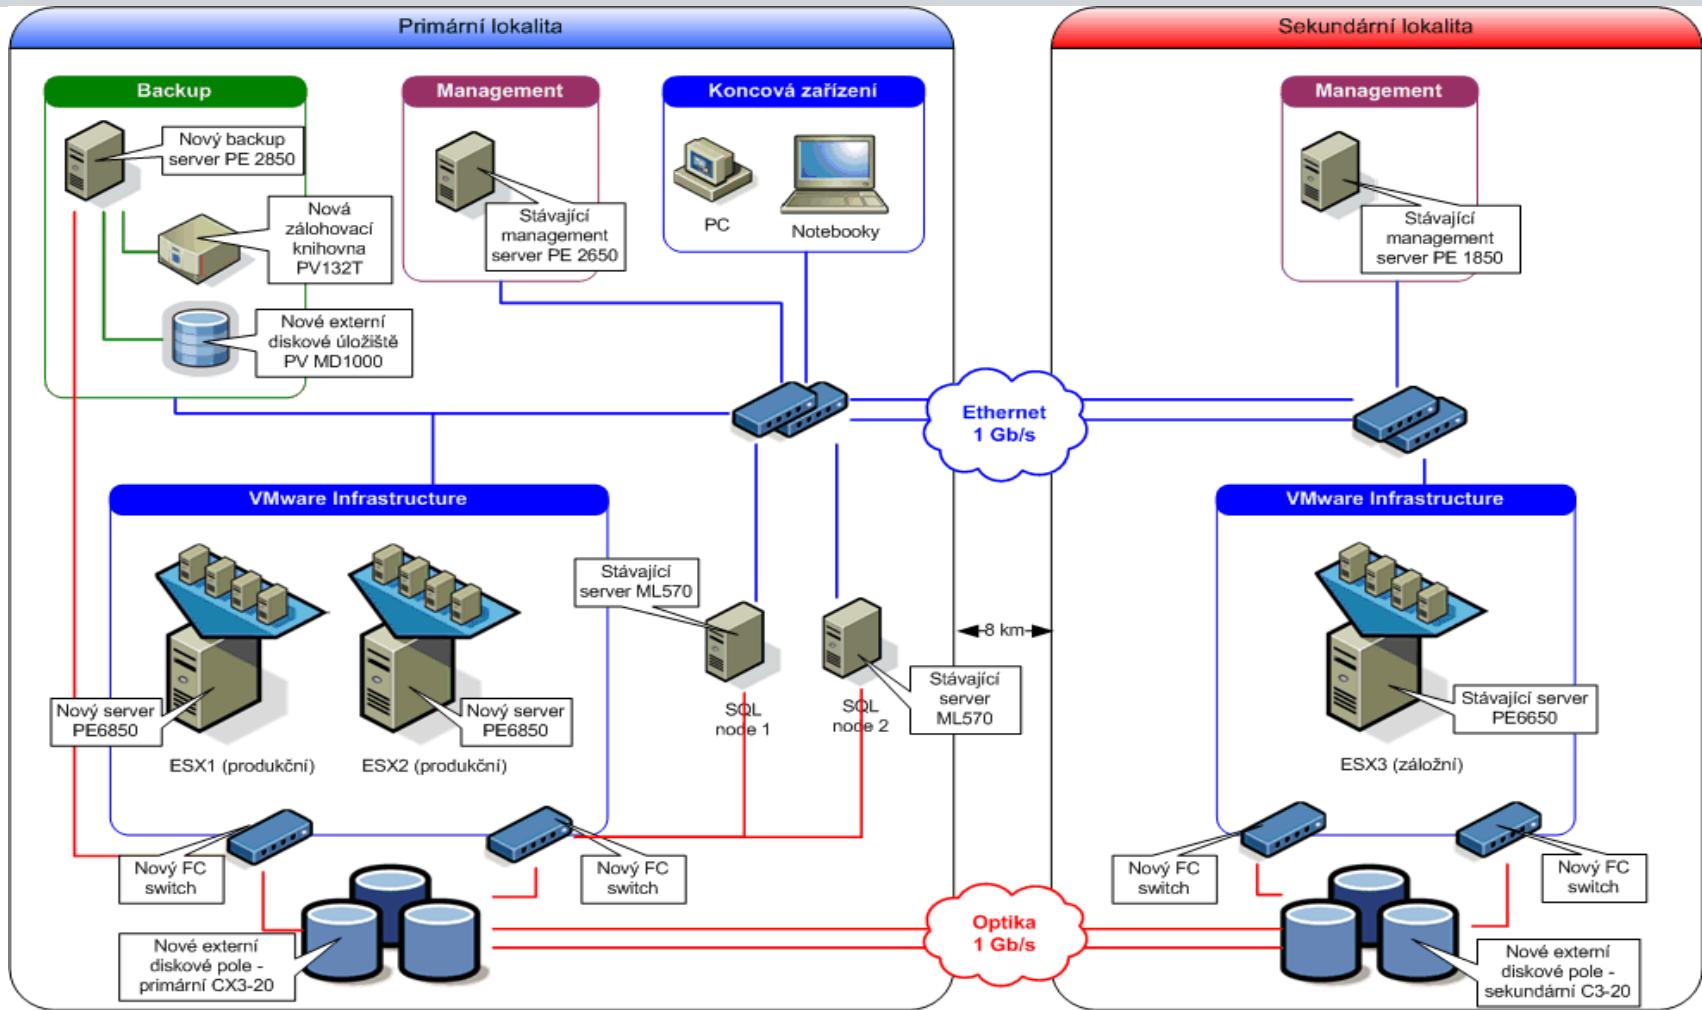 Primární lokalita
Sekundární lokalita
Backup
Management
Koncová zařízení
Management
Nový backup
server PE 2850
Nová
zálohovací
knihovna
PV132T
Nové externí
diskové úložiště
PV MD1000
Stávající
management
server PE 2650
PC
Notebooky
Stávající
management
server PE 1850
Ethernet
1 Gb/s
VMware Infrastructure
VMware Infrastructure
Stávající
server ML570
Nový server
PE6850
Nový server
PE6850
ESX1 (produkční)
ESX2 (produkční)
SQL
node 1
SQL
node 2
Stávající
server
ML570
8 km
Stávající server
PE6650
ESX3 (záložní)
Nový FC
switch
Nový FC
switch
Nový FC
switch
Nový FC
switch
Nové externí
diskové pole -
primární CX3-20
Optika
1 Gb/s
Nové externí
diskové pole -
sekundární C3-20